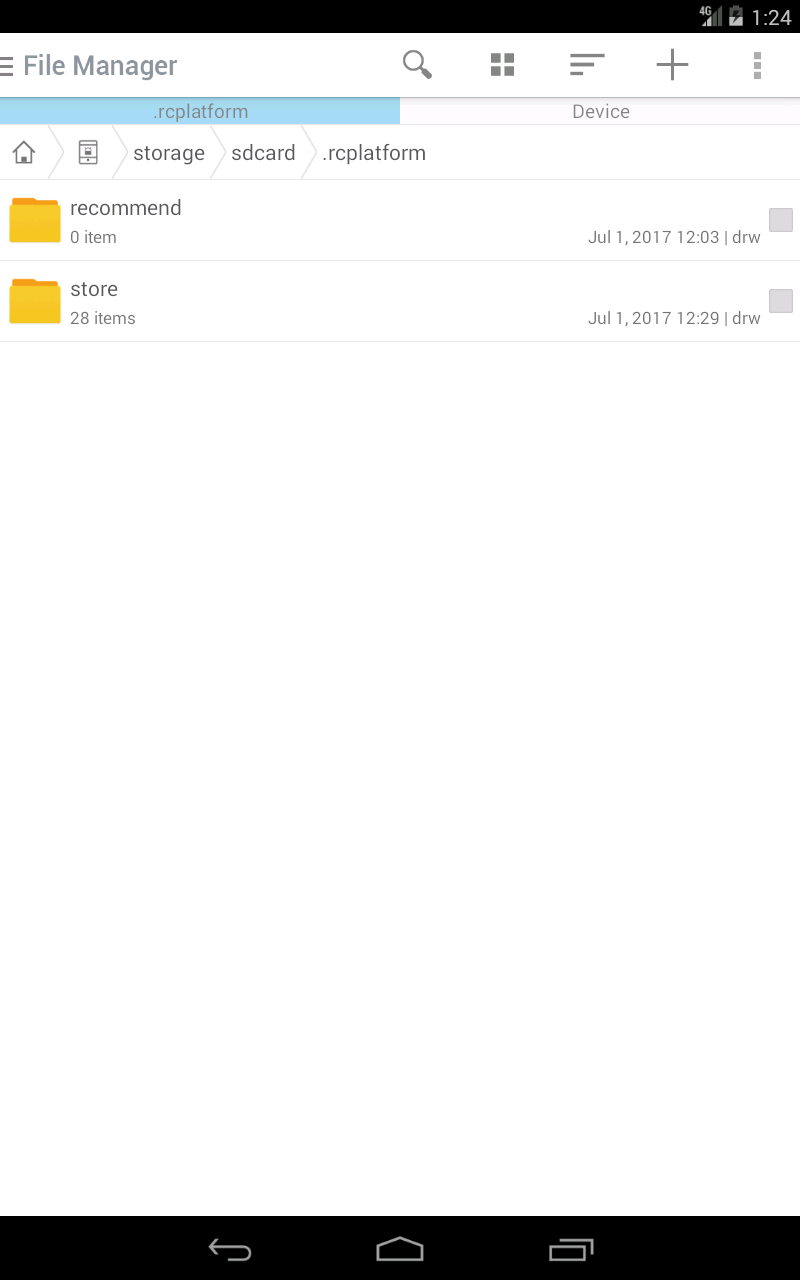 4G 1:24
File Manager
.rcplatform Device
storage sdcard .rcplatform
recommend
0 item Jul 1, 2017 12:03 | drw
store
28 items Jul 1, 2017 12:29 | drw